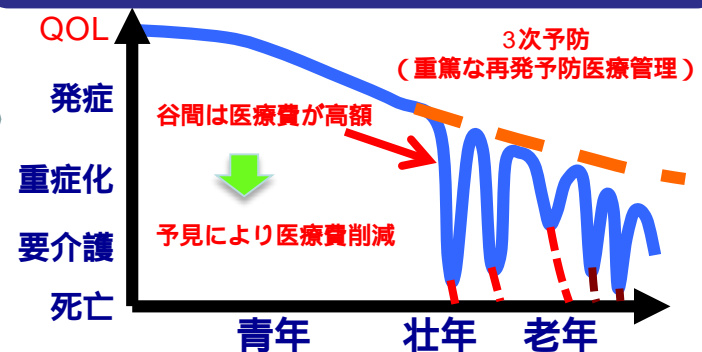 QOL
3次予防
（重篤な再発予防医療管理）
発症
谷間は医療費が高額
重症化
予見により医療費削減
要介護
死亡
青年 壮年 老年